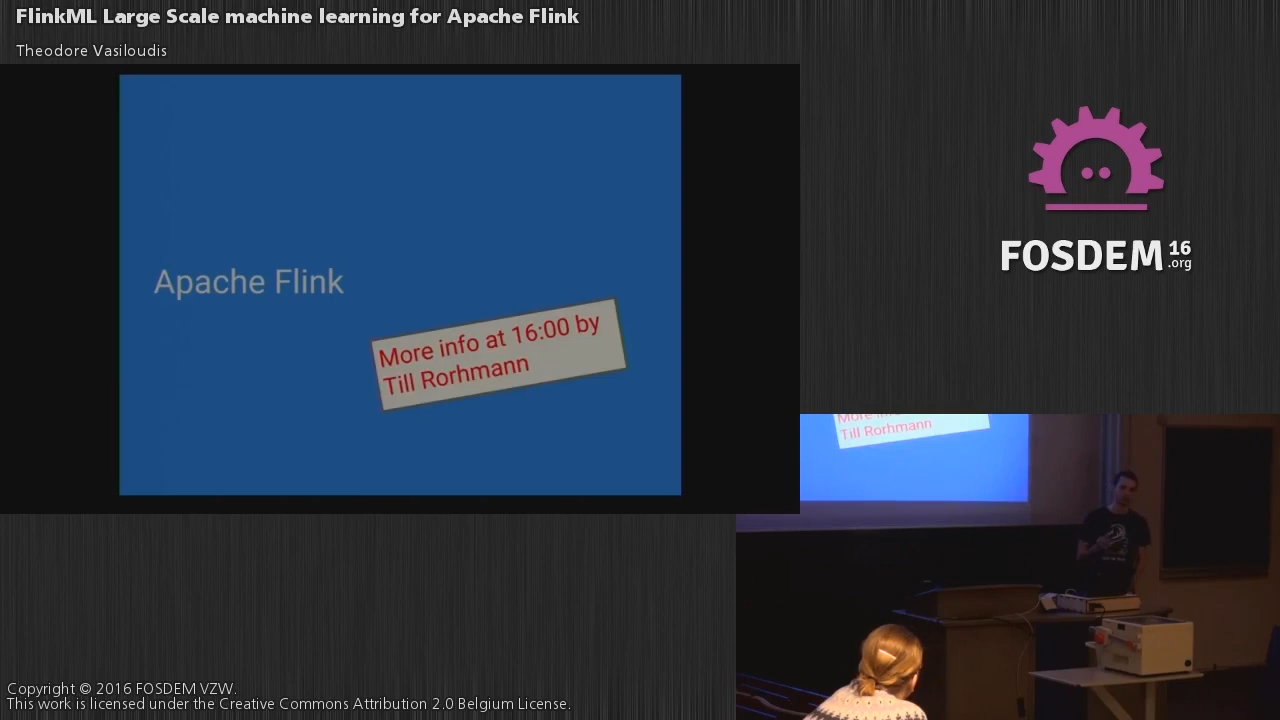 FlinkML Large Scale machine learning for Apache Flink
Theodore Vasiloudis
Apache Flink
More info at 16:00 by
Till Rorhmann
FOSDEM 16
.org
Till Rorhmann
Copyright © 2016 FOSDEM VZW.
This work is licensed under the Creative Commons Attribution 2.0 Belgium License.